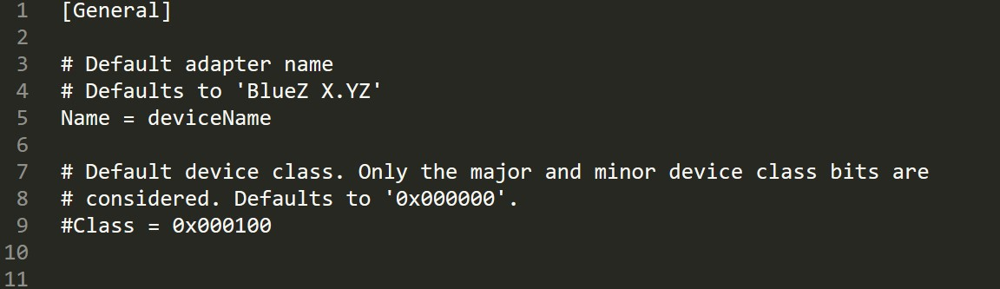 1 [General]
2
3 # Default adapter name
4 # Defaults to 'BlueZ X.YZ'
5 Name = deviceName
6
7 # Default device class. Only the major and minor device class bits are
8 # considered. Defaults to '0x000000'.
9 #Class = 0x000100
10
11